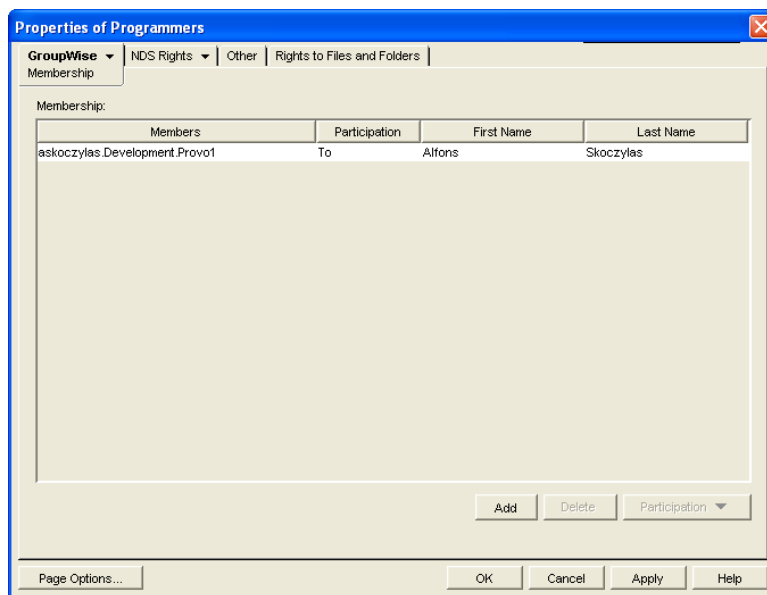 Properties of Programmers
GroupWise NDS Rights Other Rights to Files and Folders
Membership
Membership:
Members Participation First Name Last Name
askoczylas.Development.Provo1 To Alfons Skoczylas
Add Delete Participation
Page Options... OK Cancel Apply Help